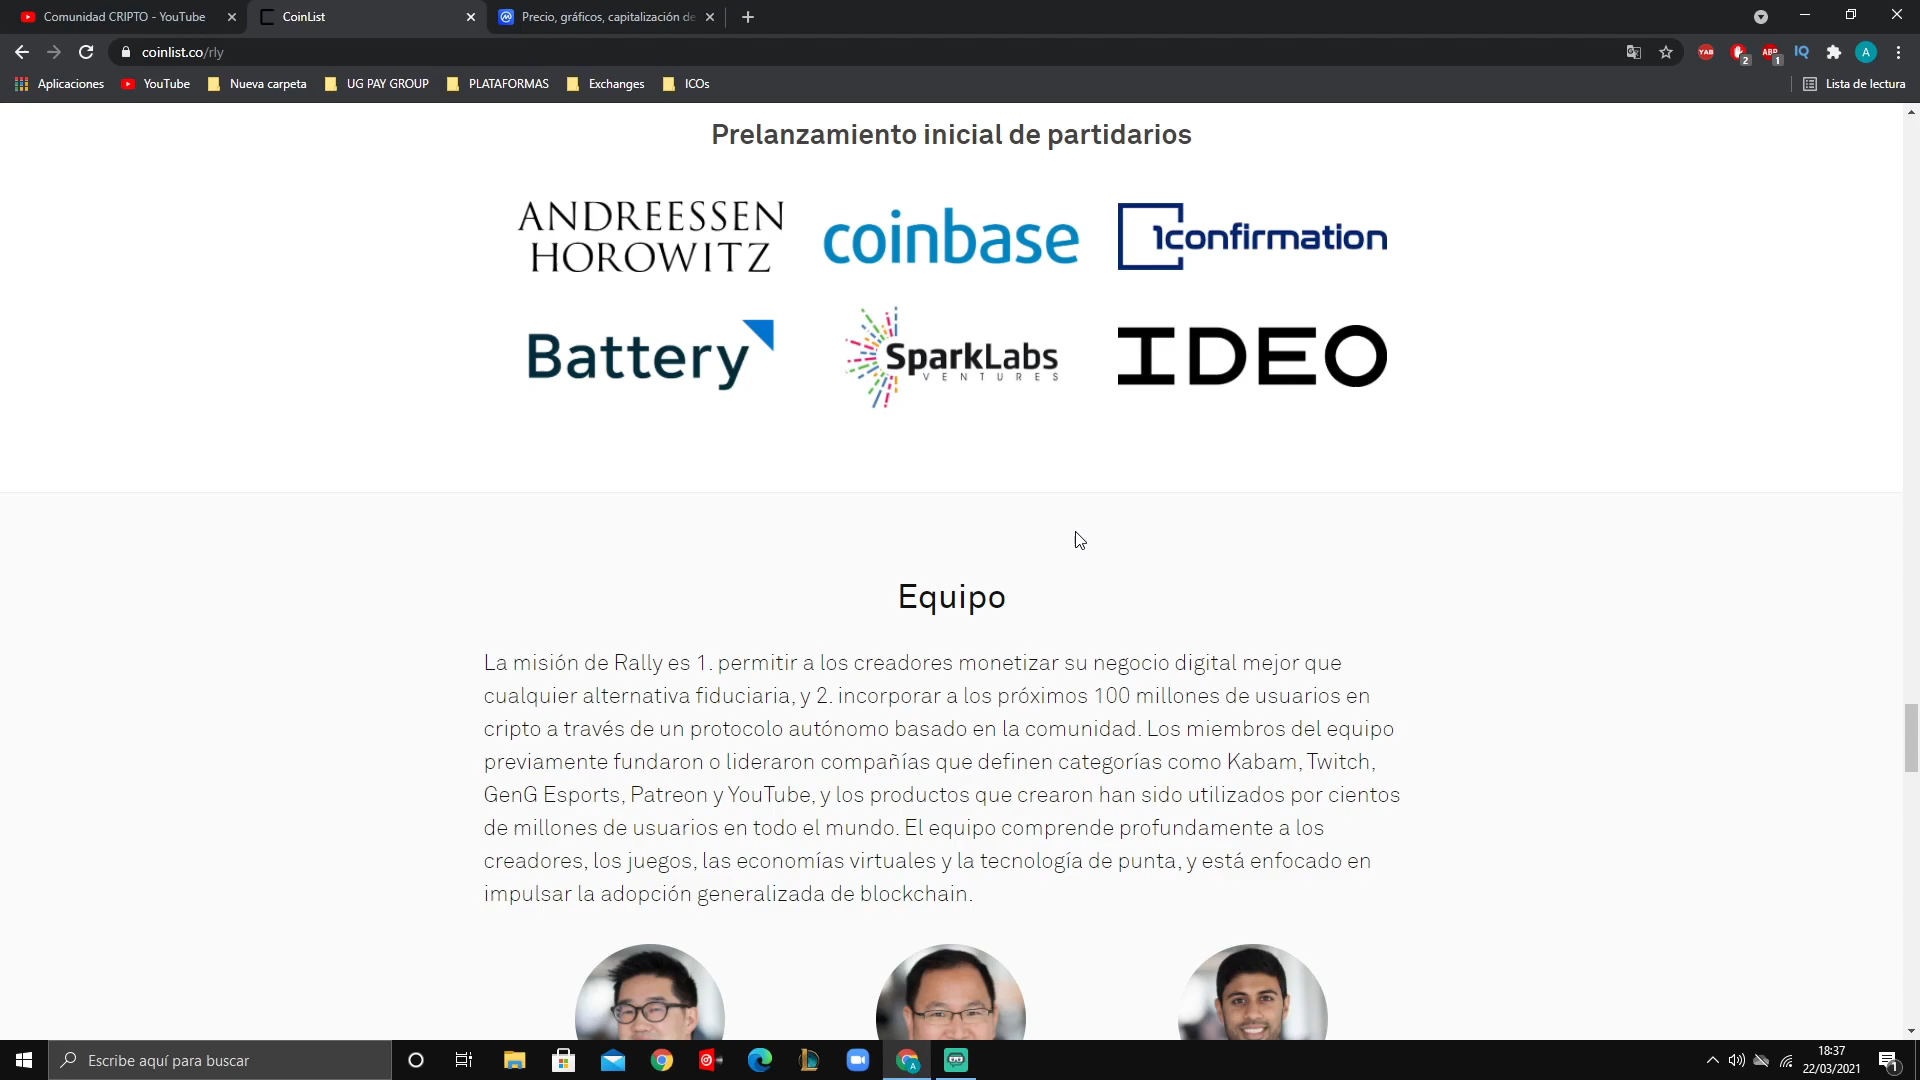 Comunidad CRIPTO - YouTube
CoinList
Precio, gráficos, capitalización de
coinlist.co/rly
YAB
2
ABP
1
IQ
A
Aplicaciones
YouTube
Nueva carpeta
UG PAY GROUP
PLATAFORMAS
Exchanges
ICOs
Lista de lectura
Prelanzamiento inicial de partidarios
ANDREESSEN
HOROWITZ
coinbase
1confirmation
Battery
SparkLabs
VENTURES
IDEO
Equipo
La misión de Rally es 1. permitir a los creadores monetizar su negocio digital mejor que
cualquier alternativa fiduciaria, y 2. incorporar a los próximos 100 millones de usuarios en
cripto a través de un protocolo autónomo basado en la comunidad. Los miembros del equipo
previamente fundaron o lideraron compañías que definen categorías como Kabam, Twitch,
GenG Esports, Patreon y YouTube, y los productos que crearon han sido utilizados por cientos
de millones de usuarios en todo el mundo. El equipo comprende profundamente a los
creadores, los juegos, las economías virtuales y la tecnología de punta, y está enfocado en
impulsar la adopción generalizada de blockchain.
Escribe aquí para buscar
A
18:37
22/03/2021
1